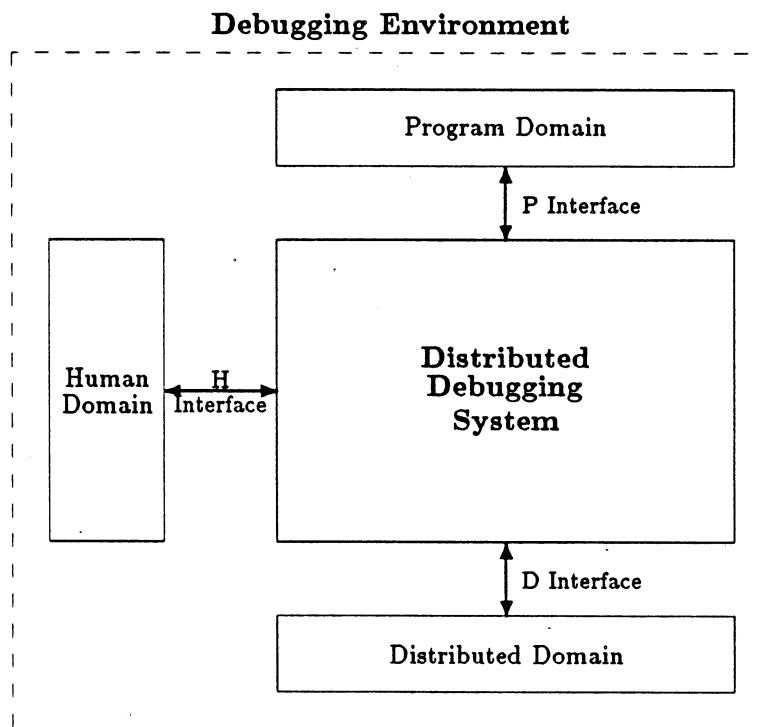 Debugging Environment
Program Domain
P Interface
Human
Domain
H
Interface
Distributed
Debugging
System
D Interface
Distributed Domain